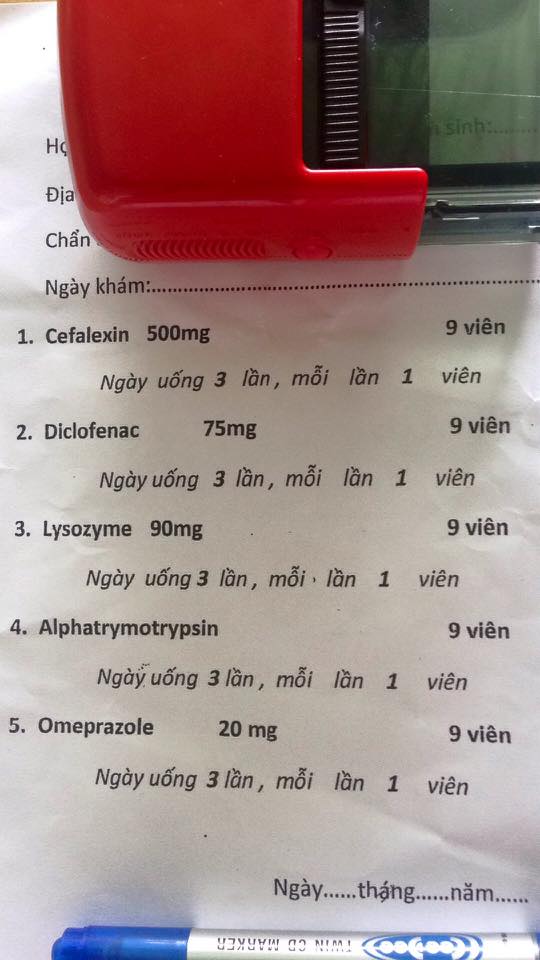 sinh:........
Họ
Địa
Chẩn
Ngày khám:..............................................................
1. Cefalexin 500mg 9 viên
Ngày uống 3 lần, mỗi lần 1 viên
2. Diclofenac 75mg 9 viên
Ngày uống 3 lần, mỗi lần 1 viên
3. Lysozyme 90mg 9 viên
Ngày uống 3 lần, mỗi lần 1 viên
4. Alphatrymotrypsin 9 viên
Ngày uống 3 lần, mỗi lần 1 viên
5. Omeprazole 20 mg 9 viên
Ngày uống 3 lần, mỗi lần 1 viên
Ngày......tháng......năm......
TWIN CD MARKER